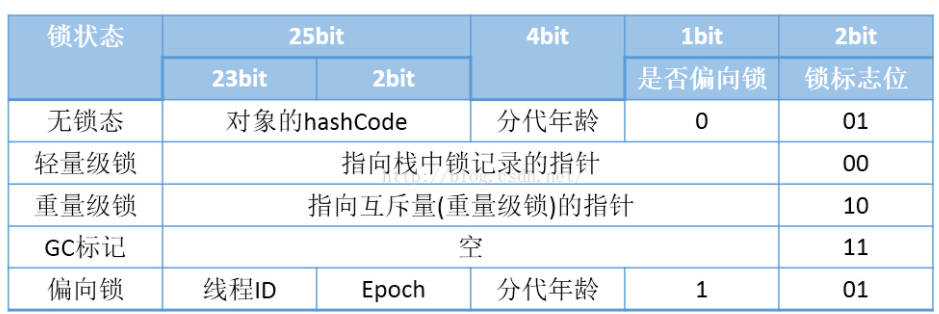 锁状态 25bit 4bit 1bit 2bit
23bit 2bit 是否偏向锁 锁标志位
无锁态 对象的hashCode 分代年龄 0 01
轻量级锁 指向栈中锁记录的指针 00
http://blog.csdn.net/
重量级锁 指向互斥量(重量级锁)的指针 10
GC标记 空 11
偏向锁 线程ID Epoch 分代年龄 1 01